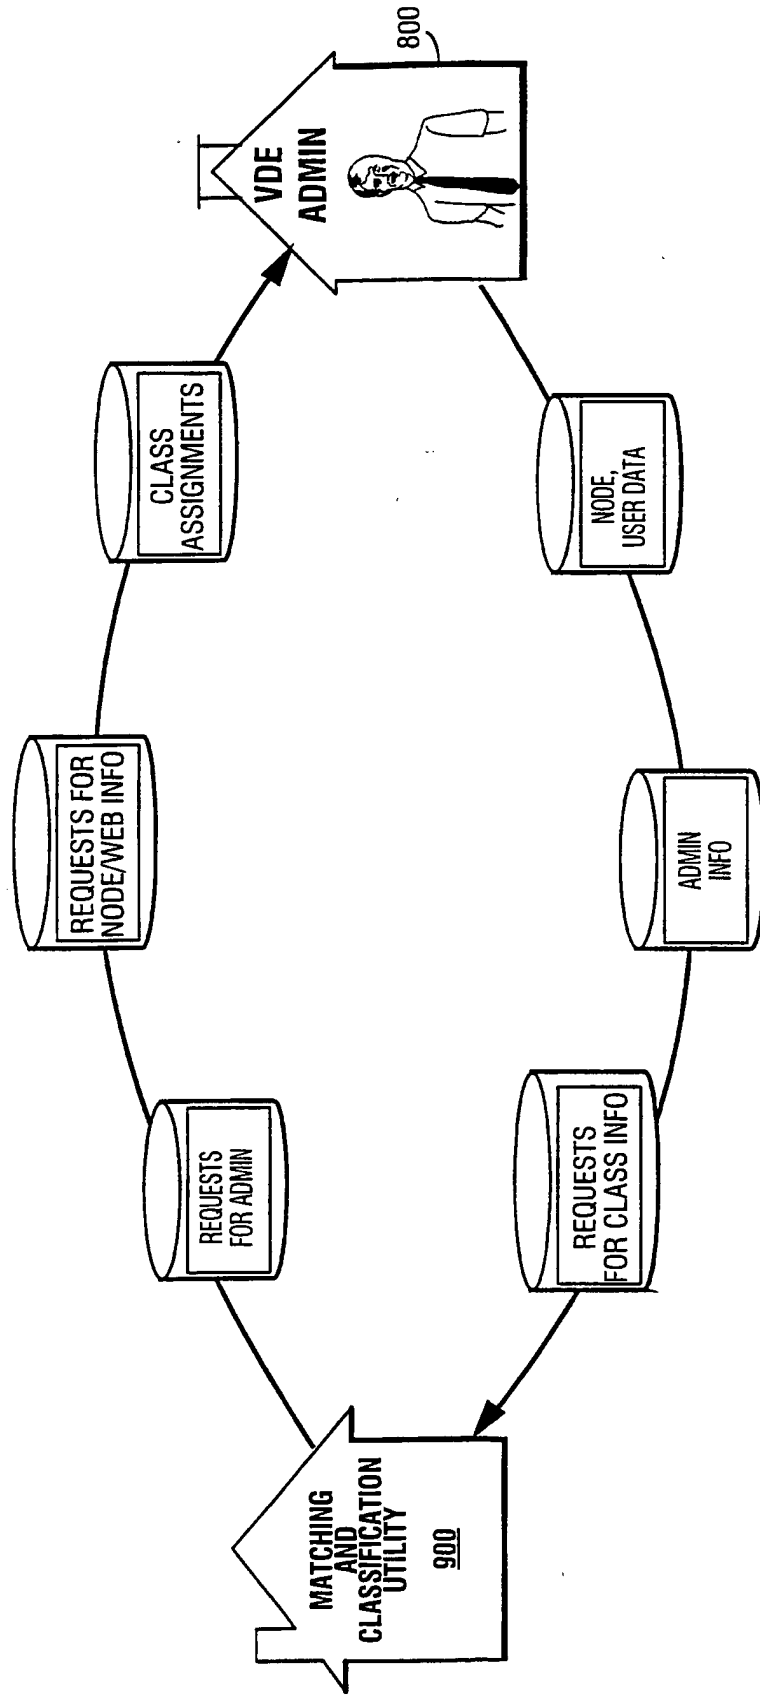 MATCHING
AND
CLASSIFICATION
UTILITY
900
REQUESTS
FOR ADMIN
REQUESTS FOR
NODE/WEB INFO
CLASS
ASSIGNMENTS
VDE
ADMIN
800
NODE,
USER DATA
ADMIN
INFO
REQUESTS
FOR CLASS INFO